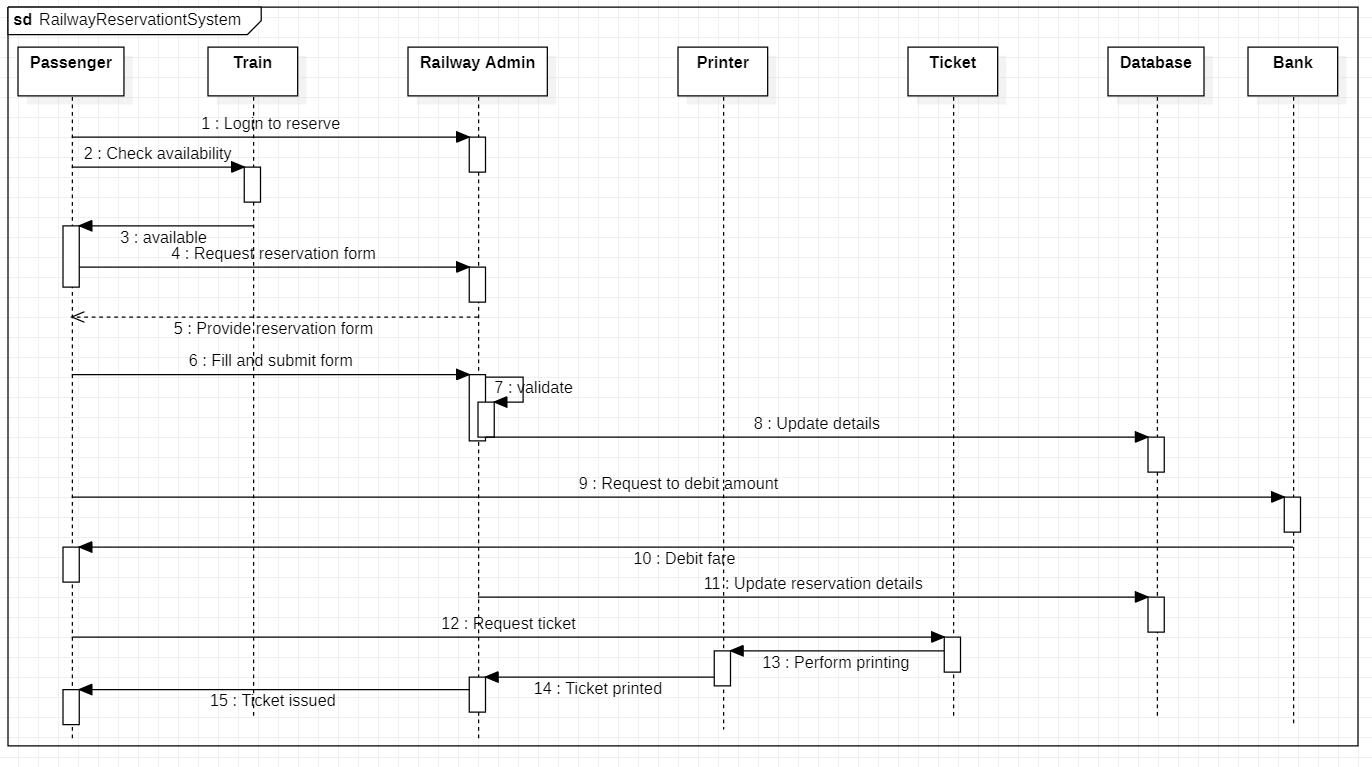 sd RailwayReservationtSystem
Passenger
Train
Railway Admin
Printer
Ticket
Database
Bank
1 : Login to reserve
2 : Check availability
3 : available
4 : Request reservation form
5 : Provide reservation form
6 : Fill and submit form
7 : validate
8 : Update details
9 : Request to debit amount
10 : Debit fare
11 : Update reservation details
12 : Request ticket
13 : Perform printing
14 : Ticket printed
15 : Ticket issued